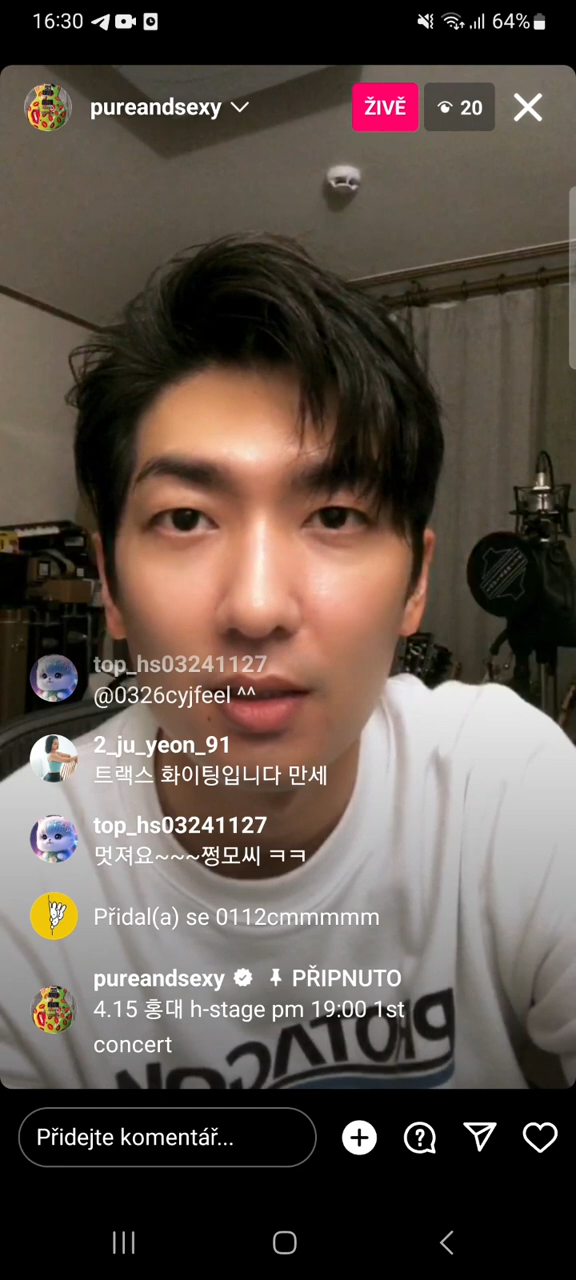 16:30
64%
pureandsexy
ŽIVĚ
20
top_hs03241127
@0326cyjfeel ^^
2_ju_yeon_91
트랙스 화이팅입니다 만세
top_hs03241127
멋져요~~~쩡모씨 ㅋㅋ
Přidal(a) se 0112cmmmmm
pureandsexy PŘIPNUTO
4.15 홍대 h-stage pm 19:00 1st
concert
Přidejte komentář...